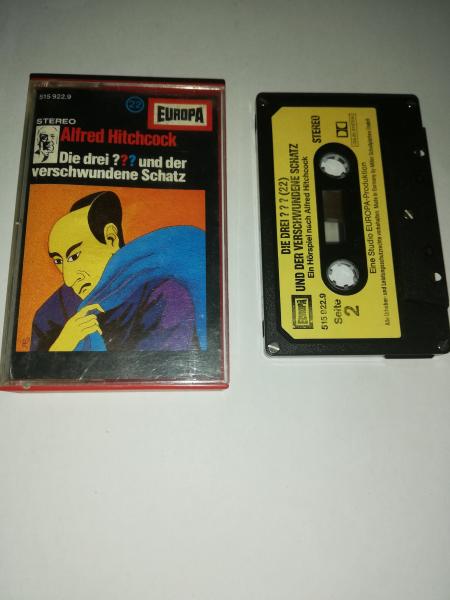 515 922.9
22
EUROPA
STEREO
Alfred Hitchcock
Die drei ??? und der
verschwundene Schatz
DIE DREI ? ? ? (22)
UND DER VERSCHWUNDENE SCHATZ
Ein Hörspiel nach Alfred Hitchcock
STEREO
EUROPA
515 922.9
Seite
2
Eine Studio EUROPA-Produktion